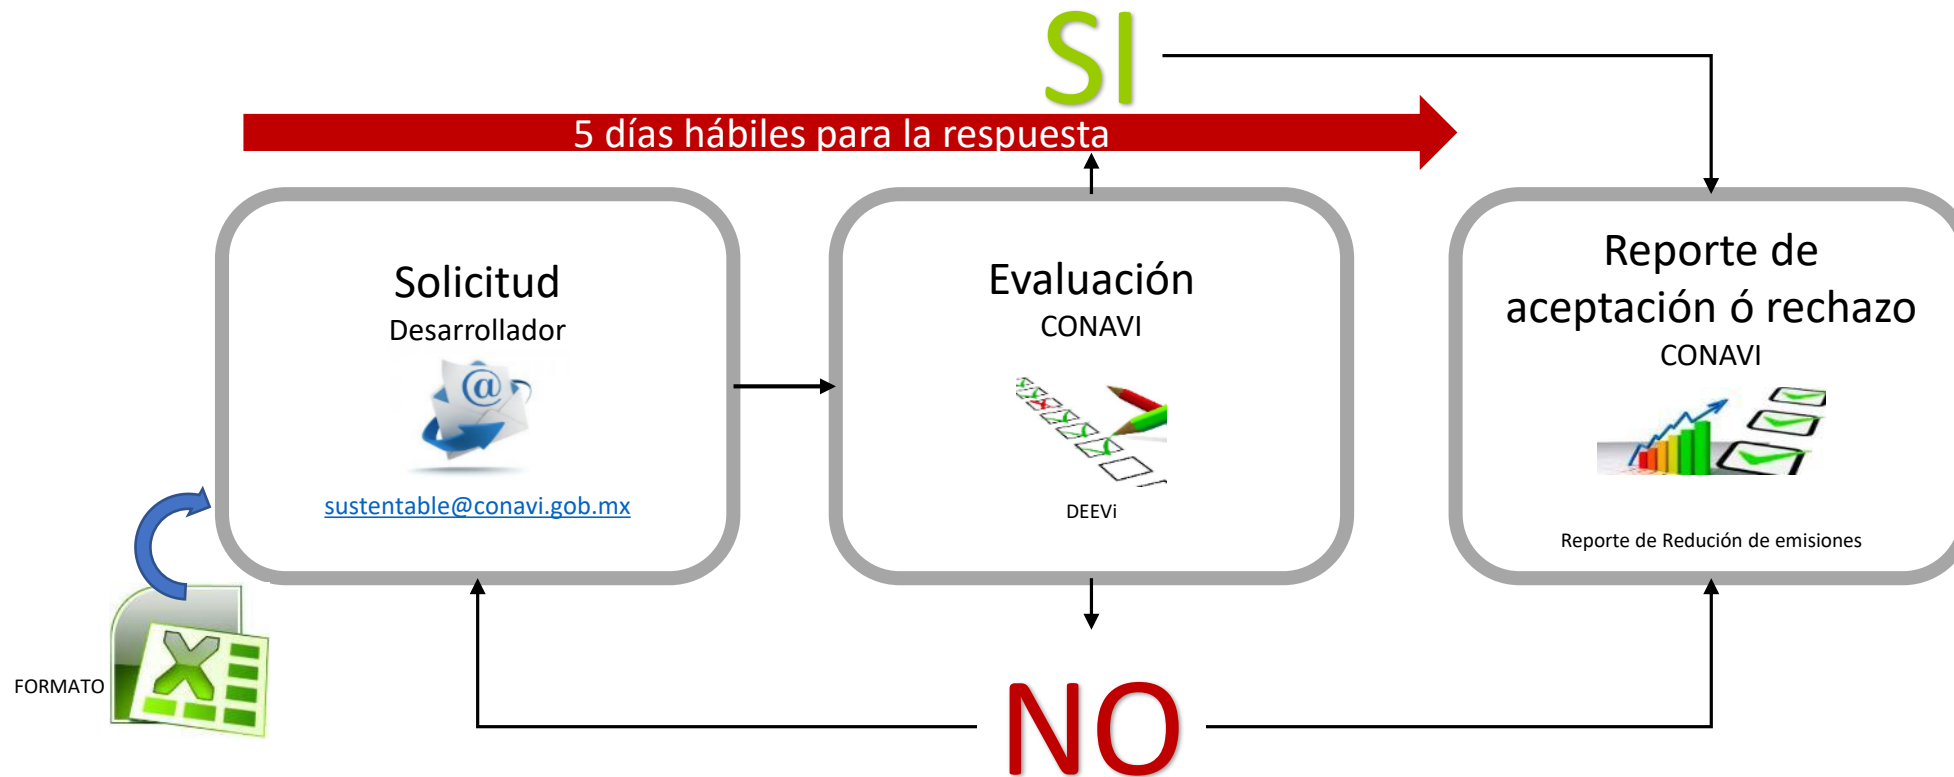 SI
5 días hábiles para la respuesta
Solicitud
Desarrollador
sustentable@conavi.gob.mx
Evaluación
CONAVI
DEEVi
Reporte de
aceptación ó rechazo
CONAVI
Reporte de Redución de emisiones
FORMATO
NO